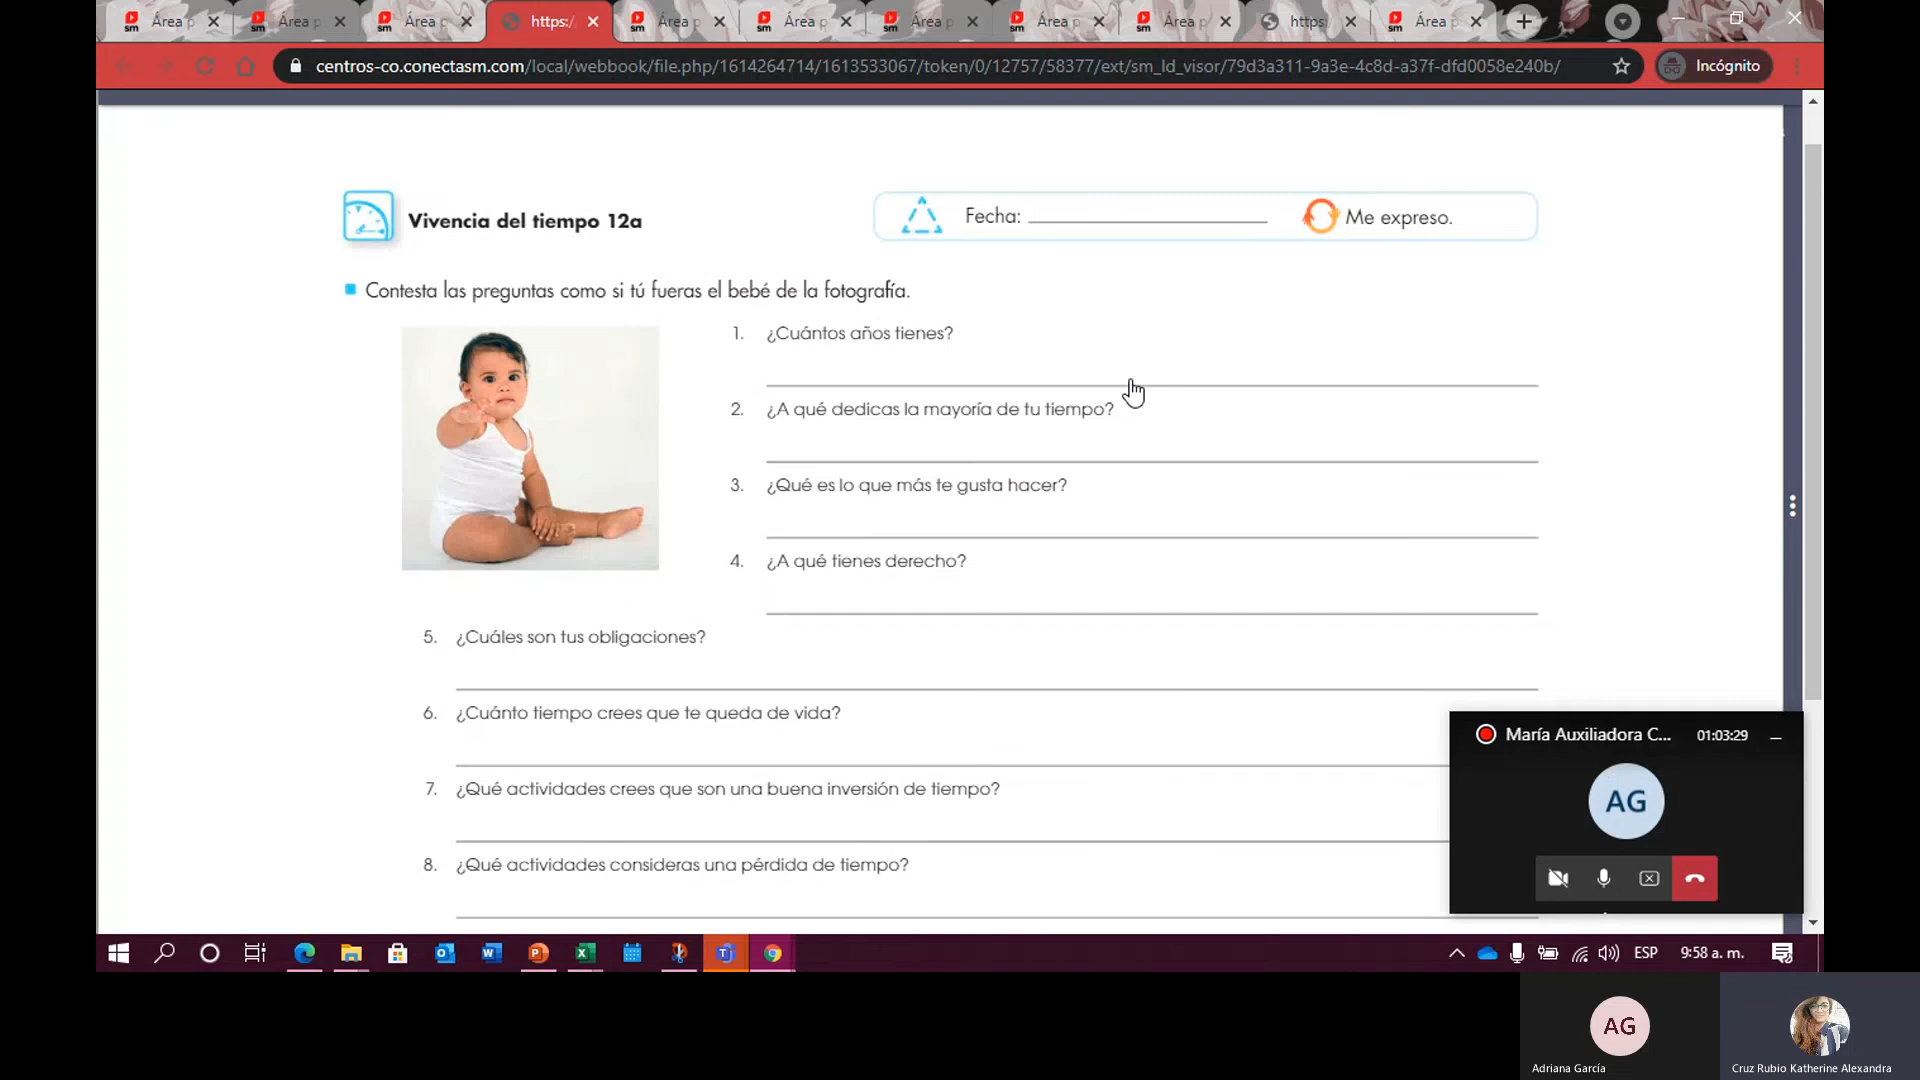 Área p
Área p
Área p
https:/
Área p
Área p
Área p
Área p
Área p
https:
Área p
centros-co.conectasm.com/local/webbook/file.php/1614264714/1613533067/token/0/12757/58377/ext/sm_ld_visor/79d3a311-9a3e-4c8d-a37f-dfd0058e240b/
Incógnito
Vivencia del tiempo 12a
Fecha:
Me expreso.
Contesta las preguntas como si tú fueras el bebé de la fotografía.
1. ¿Cuántos años tienes?
2. ¿A qué dedicas la mayoría de tu tiempo?
3. ¿Qué es lo que más te gusta hacer?
4. ¿A qué tienes derecho?
5. ¿Cuáles son tus obligaciones?
6. ¿Cuánto tiempo crees que te queda de vida?
7. ¿Qué actividades crees que son una buena inversión de tiempo?
8. ¿Qué actividades consideras una pérdida de tiempo?
María Auxiliadora C... 01:03:29
AG
ESP 9:58 a. m.
AG
Adriana García
Cruz Rubio Katherine Alexandra